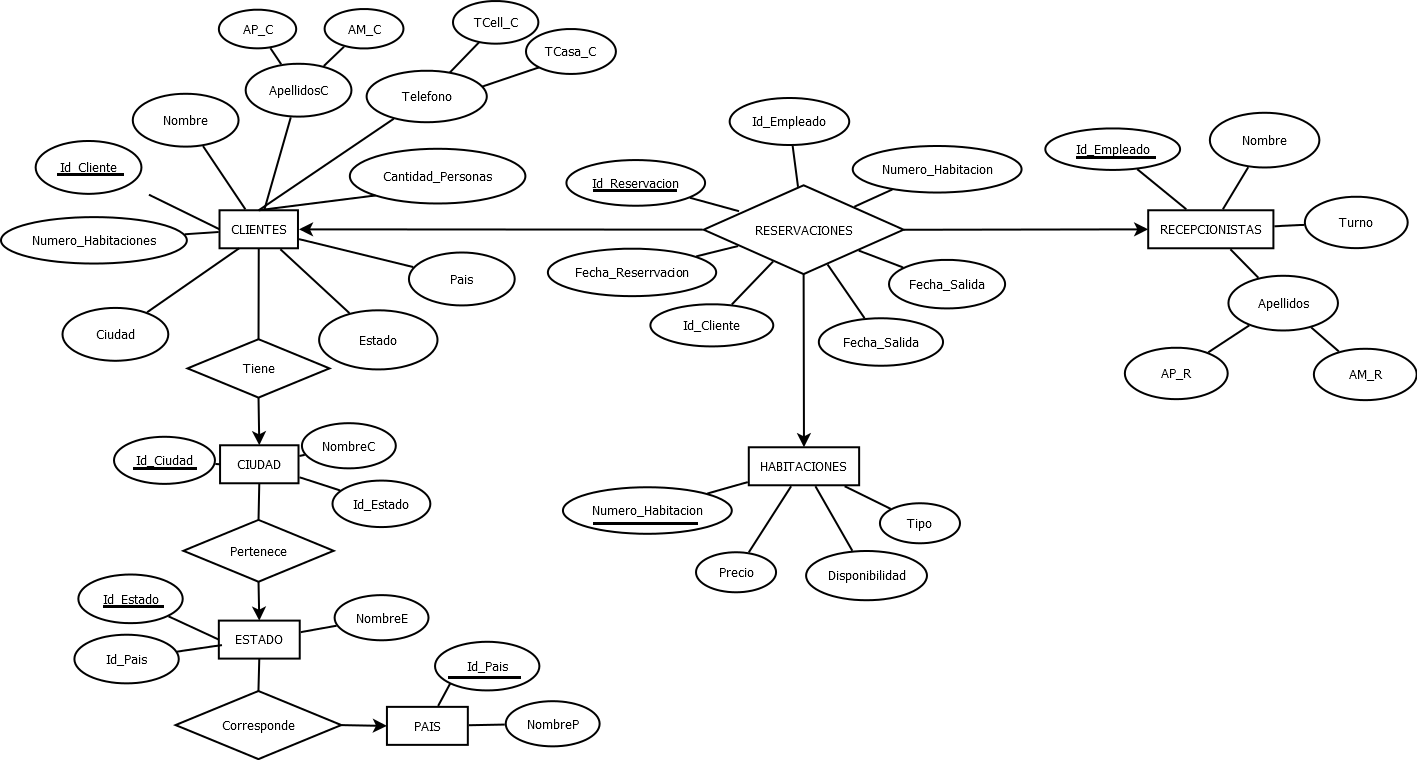 AP_C
AM_C
TCell_C
TCasa_C
ApellidosC
Telefono
Nombre
Id_Cliente
Cantidad_Personas
Numero_Habitaciones
CLIENTES
Pais
Ciudad
Estado
Tiene
Id_Ciudad
NombreC
CIUDAD
Id_Estado
Pertenece
Id_Estado
NombreE
ESTADO
Id_Pais
Id_Pais
Corresponde
PAIS
NombreP
Id_Empleado
Id_Reservacion
Numero_Habitacion
RESERVACIONES
Fecha_Reserrvacion
Fecha_Salida
Id_Cliente
Fecha_Salida
HABITACIONES
Numero_Habitacion
Tipo
Precio
Disponibilidad
Id_Empleado
Nombre
RECEPCIONISTAS
Turno
Apellidos
AP_R
AM_R